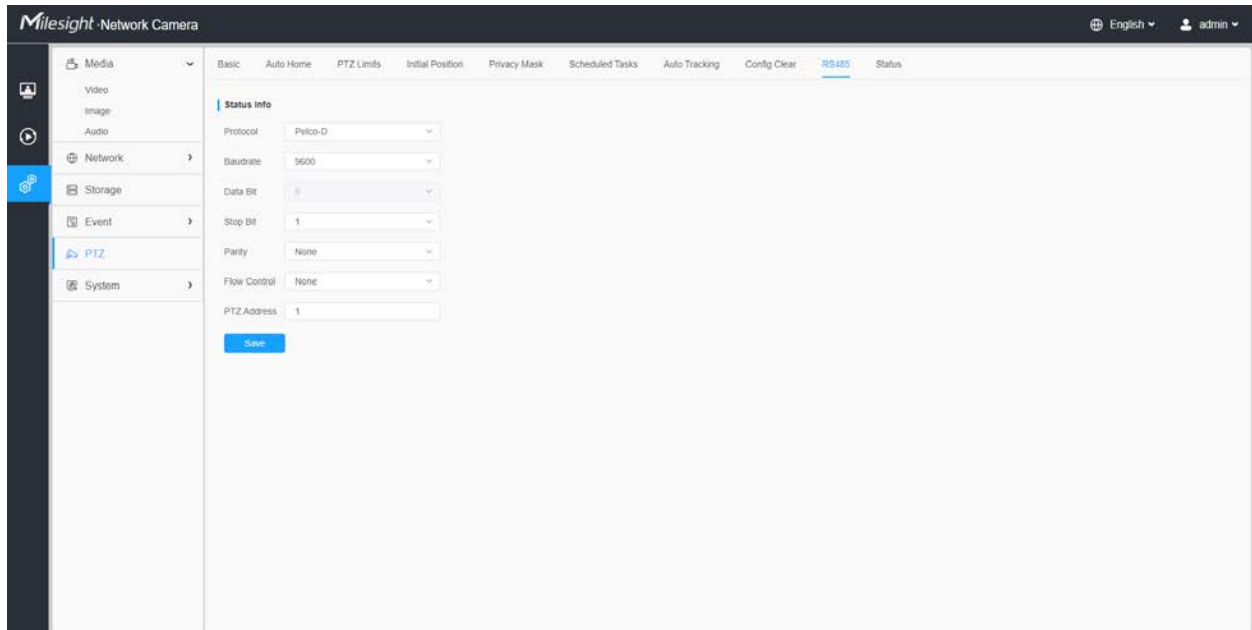 Milesight·Network Camera
English
admin
Media
Video
Image
Audio
Network
Storage
Event
PTZ
System
Basic Auto Home PTZ Limits Initial Position Privacy Mask Scheduled Tasks Auto Tracking Config Clear RS485 Status
Status Info
Protocol Pelco-D
Baudrate 9600
Data Bit 8
Stop Bit 1
Parity None
Flow Control None
PTZ Address 1
Save